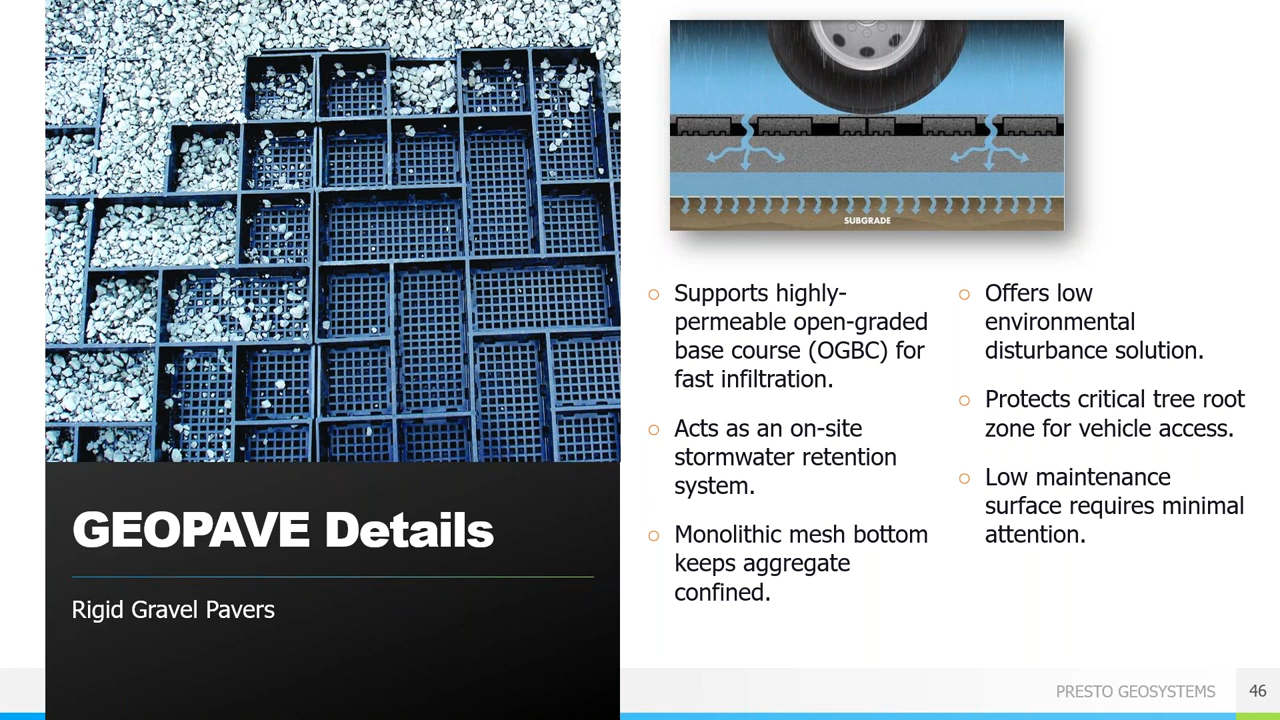 SUBGRADE
GEOPAVE Details
Rigid Gravel Pavers
○ Supports highly-
permeable open-graded
base course (OGBC) for
fast infiltration.
○ Acts as an on-site
stormwater retention
system.
○ Monolithic mesh bottom
keeps aggregate
confined.
○ Offers low
environmental
disturbance solution.
○ Protects critical tree root
zone for vehicle access.
○ Low maintenance
surface requires minimal
attention.
PRESTO GEOSYSTEMS
46